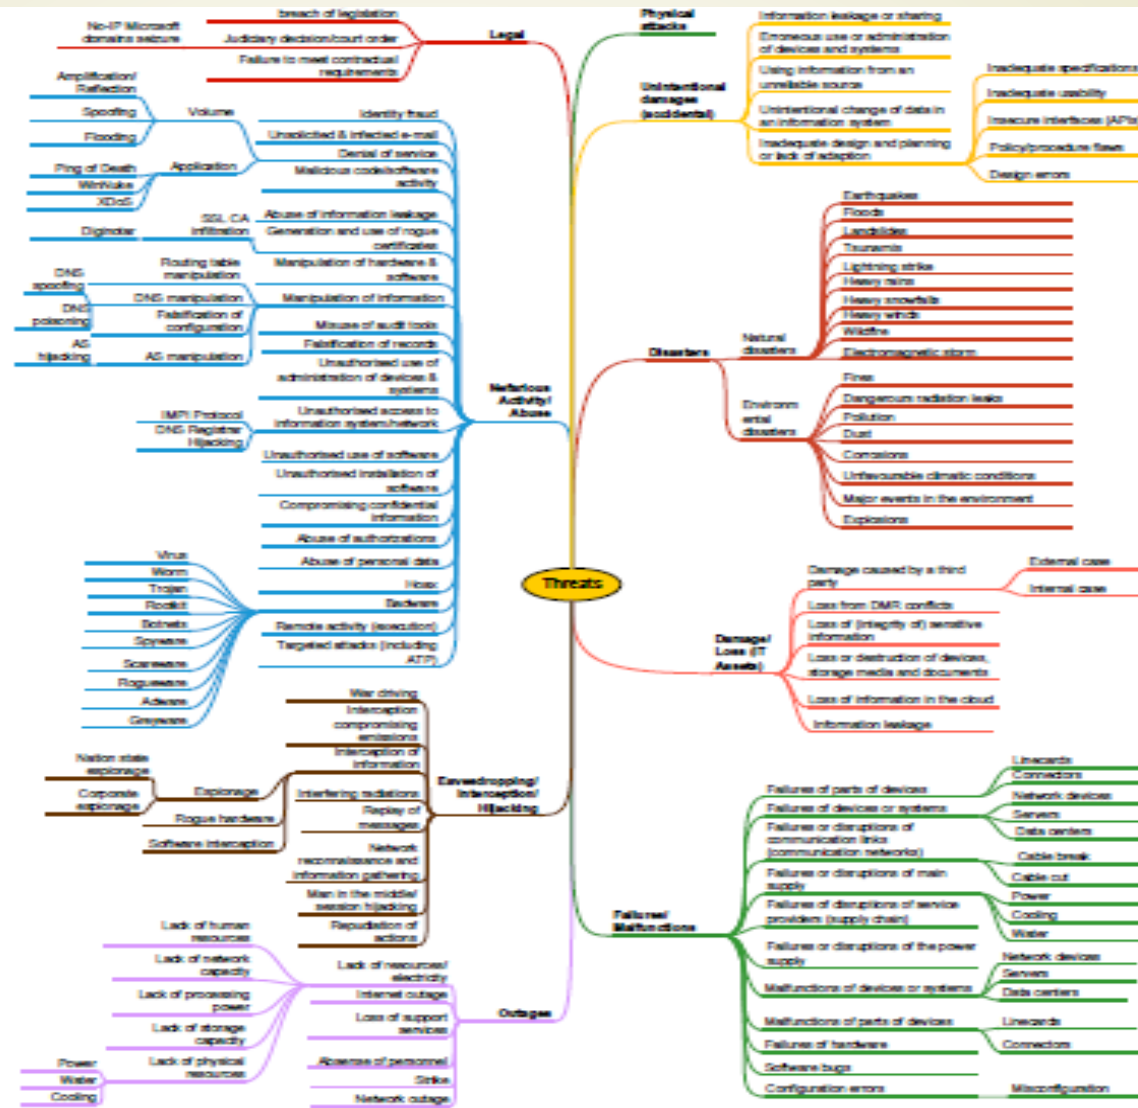 breach of legislation
No-IP Microsoft
domains seizure
Judiciary decision/court order
Failure to meet contractual
requirements
Legal
Amplification/
Reflection
Spoofing
Flooding
Volume
Ping of Death
WinNuke
XDoS
Application
Identity fraud
Unsolicited & infected e-mail
Denial of service
Malicious code/software
activity
Abuse of information leakage
SSL CA
infiltration
Diginotar
Generation and use of rogue
certificates
Manipulation of hardware &
software
Routing table
manipulation
DNS
spoofing
DNS manipulation
DNS
poisoning
Falsification of
configuration
AS
hijacking
AS manipulation
Manipulation of information
Misuse of audit tools
Falsification of records
Unauthorised use of
administration of devices &
systems
IMPI Protocol
DNS Registrar
Hijacking
Unauthorised access to
information system/network
Unauthorised use of software
Unauthorised installation of
software
Compromising confidential
information
Abuse of authorizations
Abuse of personal data
Hoax
Badware
Remote activity (execution)
Targeted attacks (including
ATP)
Nefarious
Activity/
Abuse
Virus
Worm
Trojan
Rootkit
Botnets
Spyware
Scareware
Rogueware
Adware
Greyware
War driving
Interception
compromising
emissions
Interception of
information
Nation state
espionage
Corporate
espionage
Espionage
Rogue hardware
Software interception
Interfering radiations
Replay of
messages
Network
reconnaissance and
information gathering
Man in the middle/
session hijacking
Repudiation of
actions
Eavesdropping/
Interception/
Hijacking
Lack of human
resources
Lack of network
capacity
Lack of processing
power
Lack of storage
capacity
Lack of physical
resources
Power
Water
Cooling
Lack of resources/
electricity
Internet outage
Loss of support
services
Absense of personnel
Strike
Network outage
Outages
Threats
Physical
attacks
Unintentional
damages
(accidental)
Information leakage or sharing
Erroneous use or administration
of devices and systems
Using information from an
unreliable source
Unintentional change of data in
an information system
Inadequate design and planning
or lack of adaption
Inadequate specifications
Inadequate usability
Insecure interfaces (APIs
Policy/procedure flaws
Design errors
Disasters
Natural
disasters
Earthquakes
Floods
Landslides
Tsunamis
Lightning strike
Heavy rains
Heavy snowfalls
Heavy winds
Wildfire
Electromagnetic storm
Environm
ental
disasters
Fires
Dangerours radiation leaks
Pollution
Dust
Corrosions
Unfavourable climatic conditions
Major events in the environment
Explosions
Damage/
Loss (IT
Assets)
Damage caused by a third
party
External case
Internal case
Loss from DMR conflicts
Loss of (integrity of) sensitive
information
Loss or destruction of devices,
storage media and documents
Loss of information in the cloud
Information leakage
Failures/
Malfunctions
Failures of parts of devices
Linecards
Connectors
Failures of devices or systems
Network devices
Servers
Data centers
Failures or disruptions of
communication links
(communication networks)
Cable break
Cable cut
Failures or disruptions of main
supply
Power
Cooling
Water
Failures of disruptions of service
providers (supply chain)
Failures or disruptions of the power
supply
Malfunctions of devices or systems
Network devices
Servers
Data centers
Malfunctions of parts of devices
Linecards
Connectors
Failures of hardware
Software bugs
Configuration errors
Misconfiguration